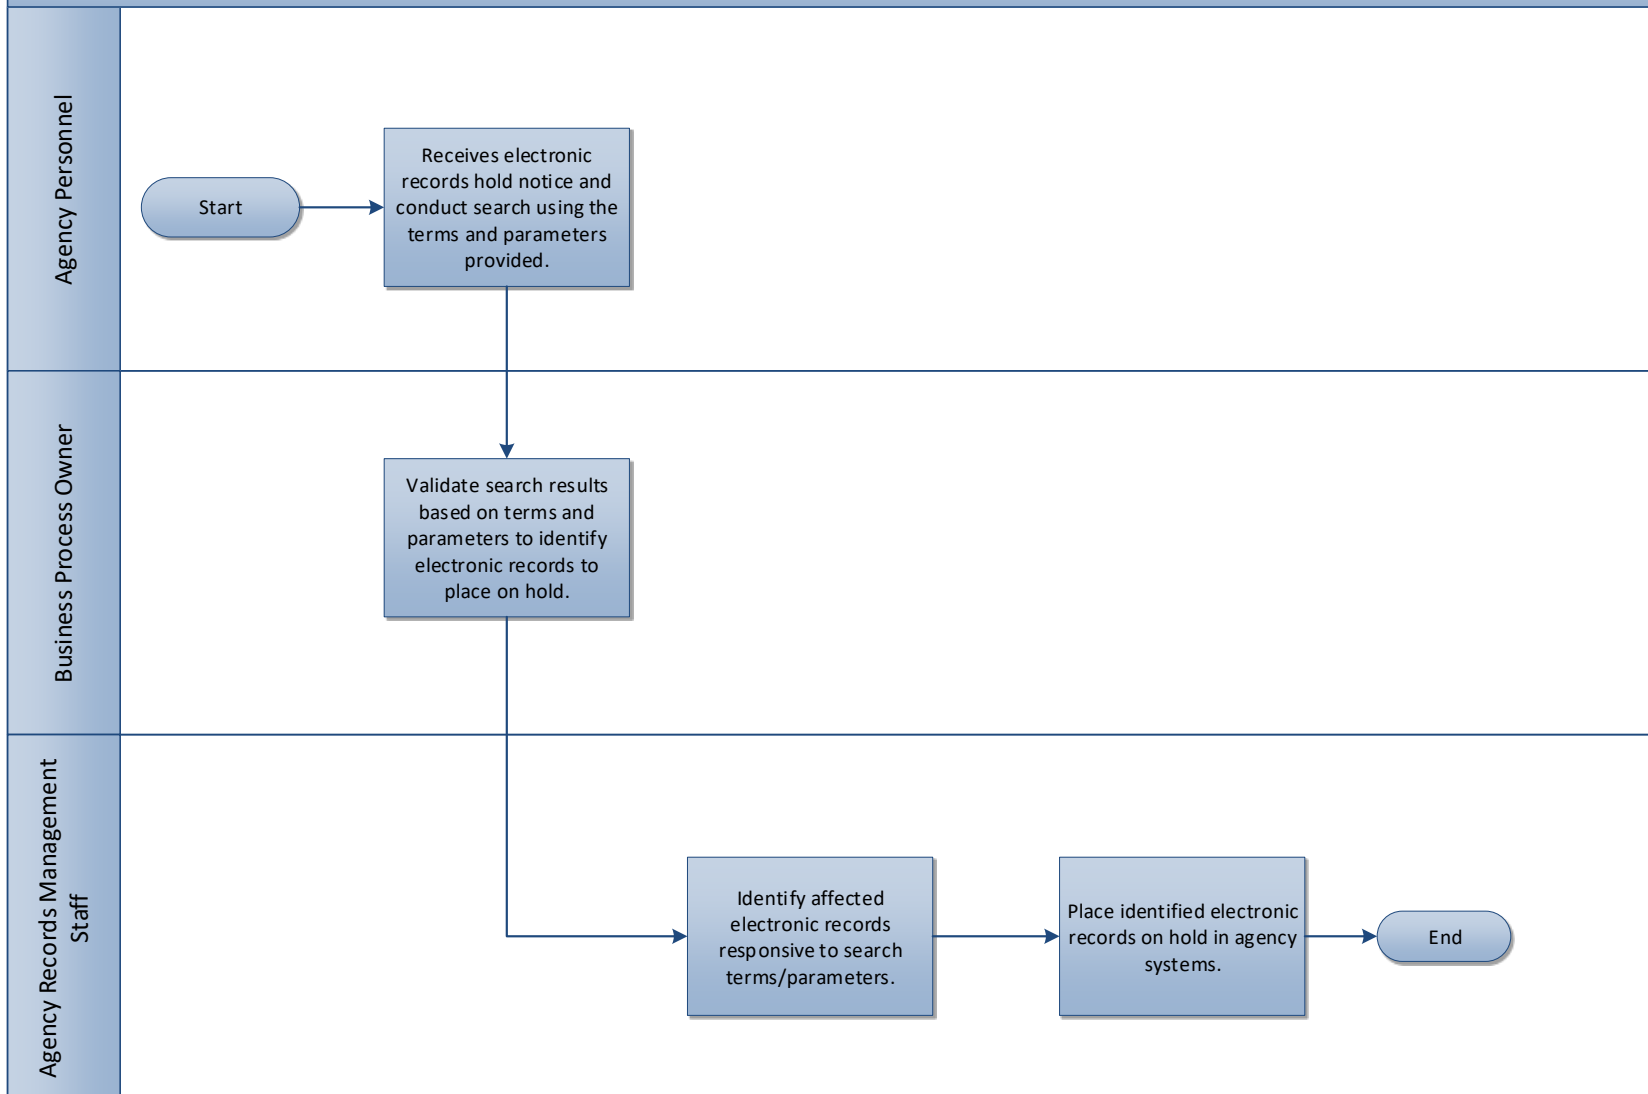 Agency Personnel
Start
Receives electronic
records hold notice and
conduct search using the
terms and parameters
provided.
Business Process Owner
Validate search results
based on terms and
parameters to identify
electronic records to
place on hold.
Agency Records Management
Staff
Identify affected
electronic records
responsive to search
terms/parameters.
Place identified electronic
records on hold in agency
systems.
End